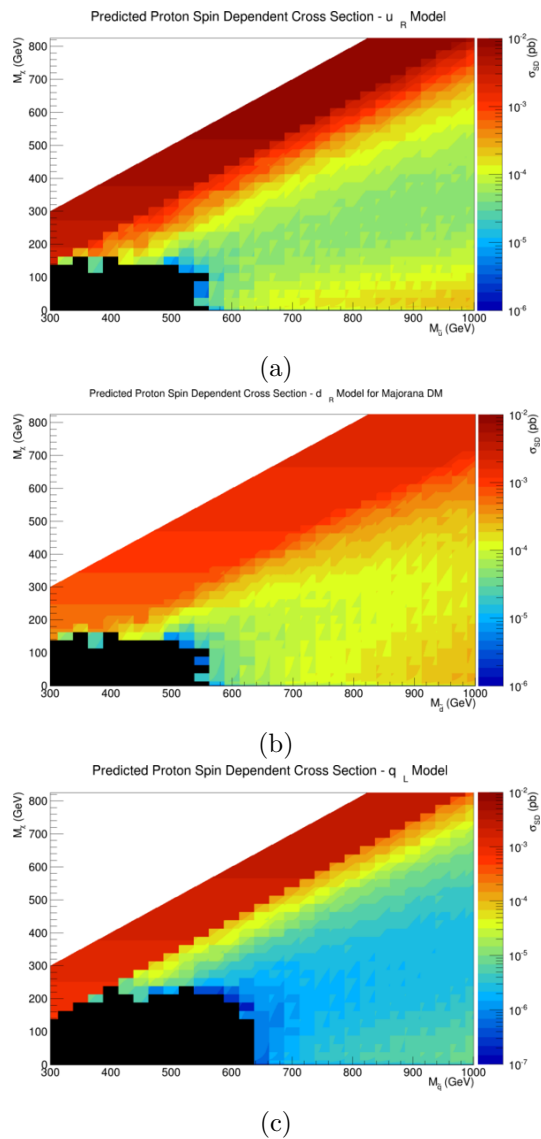 Predicted Proton Spin Dependent Cross Section - u R Model
Mχ (GeV)
800
700
600
500
400
300
200
100
0
300 400 500 600 700 800 900 1000
Mũ (GeV)
10-2
10-3
10-4
10-5
10-6
σSD (pb)
(a)
Predicted Proton Spin Dependent Cross Section - d R Model for Majorana DM
Mχ (GeV)
800
700
600
500
400
300
200
100
0
300 400 500 600 700 800 900 1000
Md̃ (GeV)
10-2
10-3
10-4
10-5
10-6
σSD (pb)
(b)
Predicted Proton Spin Dependent Cross Section - q L Model
Mχ (GeV)
800
700
600
500
400
300
200
100
0
300 400 500 600 700 800 900 1000
Mq̃ (GeV)
10-2
10-3
10-4
10-5
10-6
10-7
σSD (pb)
(c)